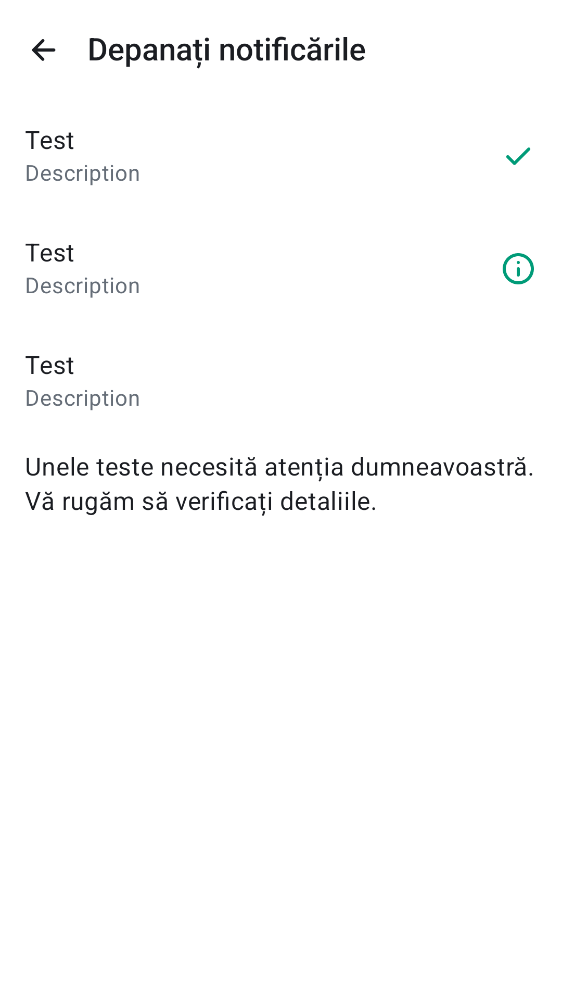 Depanați notificările
Test
Description
Test
Description
Test
Description
Unele teste necesită atenția dumneavoastră.
Vă rugăm să verificați detaliile.